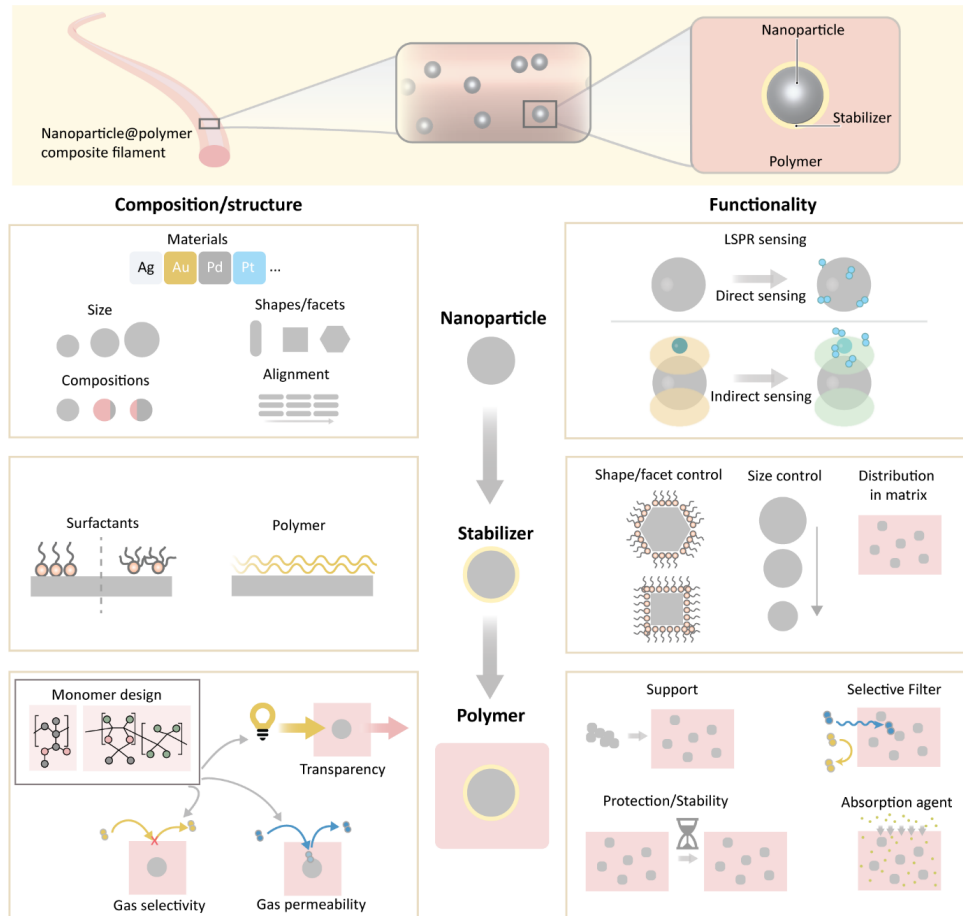 Nanoparticle
Stabilizer
Polymer
Nanoparticle@polymer
composite filament
Composition/structure
Functionality
Materials
Ag Au Pd Pt ...
Size
Shapes/facets
Compositions
Alignment
Nanoparticle
LSPR sensing
Direct sensing
Indirect sensing
Surfactants
Polymer
Stabilizer
Shape/facet control
Size control
Distribution
in matrix
Monomer design
Transparency
Gas selectivity
Gas permeability
Polymer
Support
Selective Filter
Protection/Stability
Absorption agent